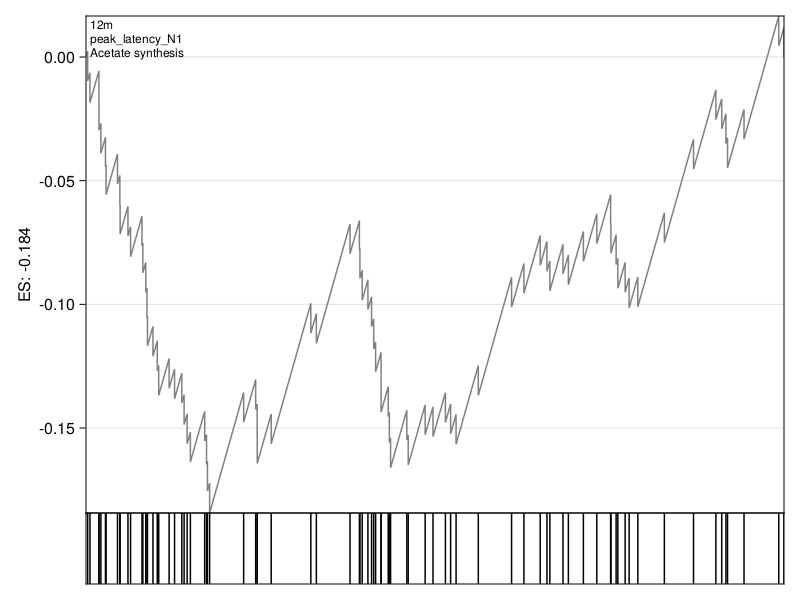 12m
peak_latency_N1
Acetate synthesis
0.00
-0.05
-0.10
-0.15
ES: -0.184